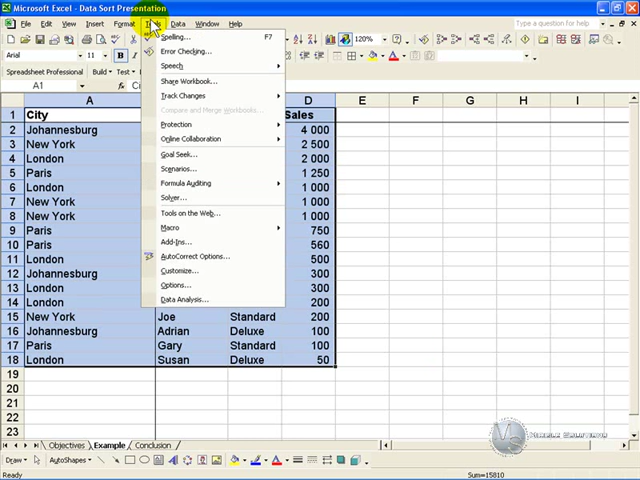 Microsoft Excel - Data Sort Presentation
File Edit View Insert Format Tools Data Window Help
Type a question for help
Arial 11 B 120%
Spreadsheet Professional Build Test
A1 Ci
Spelling... F7
Error Checking...
Speech
Share Workbook...
Track Changes
Compare and Merge Workbooks...
Protection
Online Collaboration
Goal Seek...
Scenarios...
Formula Auditing
Solver...
Tools on the Web...
Macro
Add-Ins...
AutoCorrect Options...
Customize...
Options...
Data Analysis...
A D E F G H I
1 City Sales
2 Johannesburg 4 000
3 New York 2 500
4 London 2 000
5 Paris 1 250
6 London 1 000
7 New York 1 000
8 New York 1 000
9 Paris 750
10 Paris 560
11 London 500
12 Johannesburg 300
13 London 300
14 London 200
15 New York Joe Standard 200
16 Johannesburg Adrian Deluxe 100
17 Paris Gary Standard 100
18 London Susan Deluxe 50
19
20
21
22
23
Objectives Example Conclusion
Draw AutoShapes
Ready Sum=15810